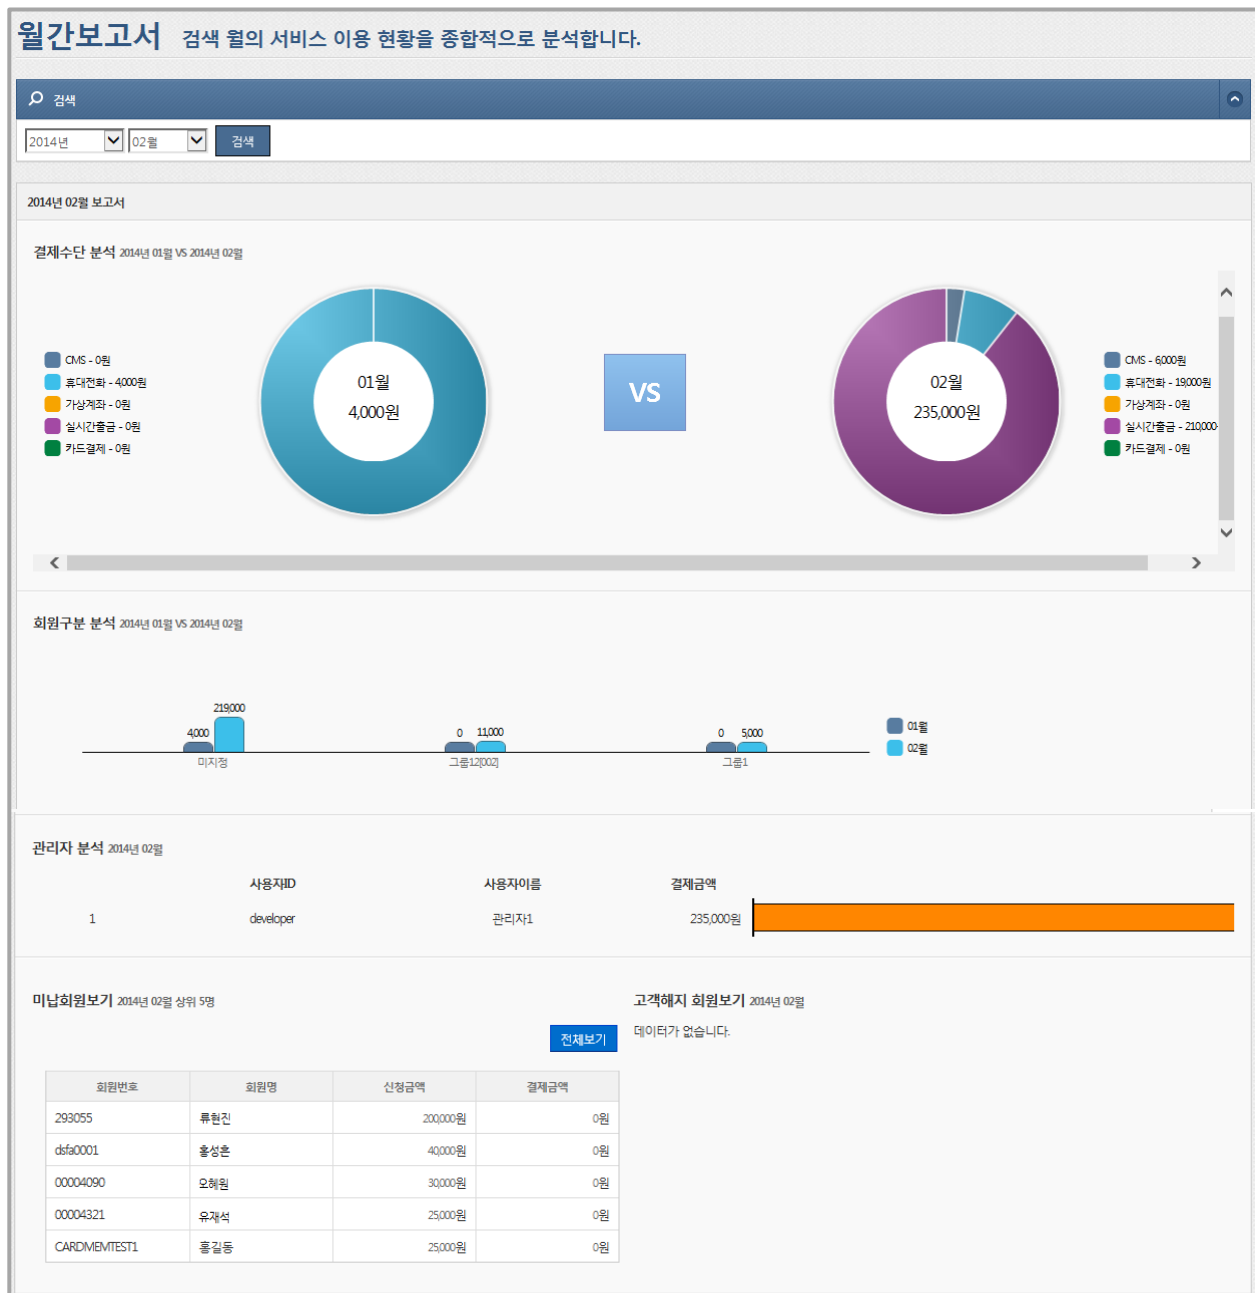 월간보고서 검색 월의 서비스 이용 현황을 종합적으로 분석합니다.
검색
2014년 02월 검색
2014년 02월 보고서
결제수단 분석 2014년 01월 VS 2014년 02월
CMS - 0원
휴대전화 - 4,000원
가상계좌 - 0원
실시간출금 - 0원
카드결제 - 0원
01월
4,000원
VS
02월
235,000원
CMS - 6,000원
휴대전화 - 19,000원
가상계좌 - 0원
실시간출금 - 210,000
카드결제 - 0원
회원구분 분석 2014년 01월 VS 2014년 02월
4,000 219,000 0 11,000 0 5,000
미지정 그룹12[002] 그룹1
01월
02월
관리자 분석 2014년 02월
사용자ID 사용자이름 결제금액
1 developer 관리자1 235,000원
미납회원보기 2014년 02월 상위 5명
전체보기
회원번호 회원명 신청금액 결제금액
293055 류현진 200,000원 0원
dsfa0001 홍성흔 40,000원 0원
00004090 오혜원 30,000원 0원
00004321 유재석 25,000원 0원
CARDMEMTEST1 홍길동 25,000원 0원
고객해지 회원보기 2014년 02월
데이터가 없습니다.